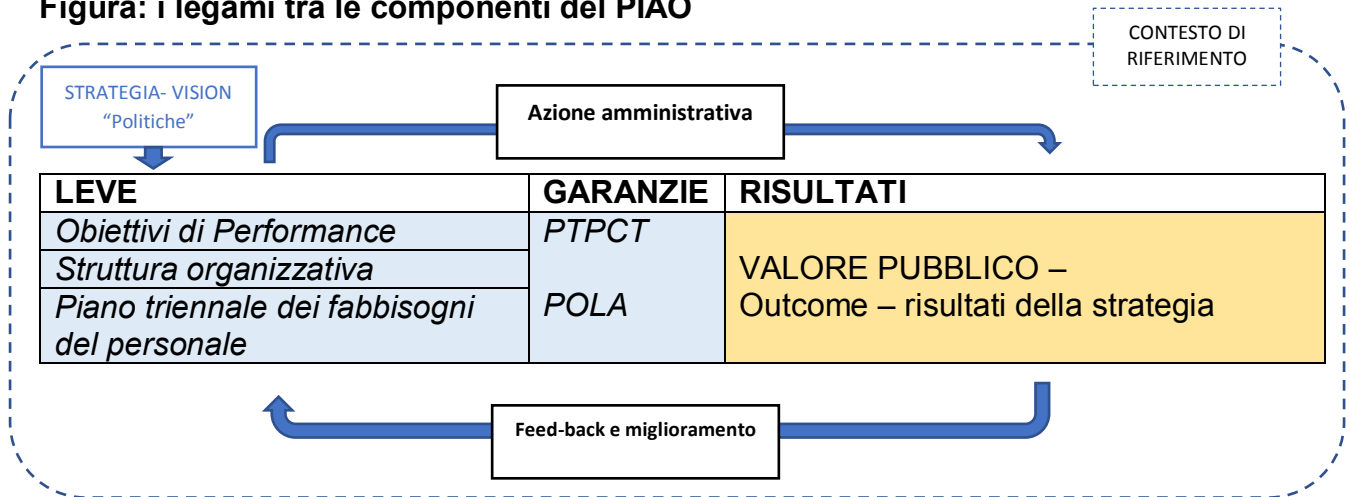 Figura: i legami tra le componenti del PIAO
CONTESTO DI
RIFERIMENTO
STRATEGIA- VISION
“Politiche”
Azione amministrativa
LEVE
GARANZIE
RISULTATI
Obiettivi di Performance
Struttura organizzativa
Piano triennale dei fabbisogni
del personale
PTPCT
POLA
VALORE PUBBLICO –
Outcome – risultati della strategia
Feed-back e miglioramento